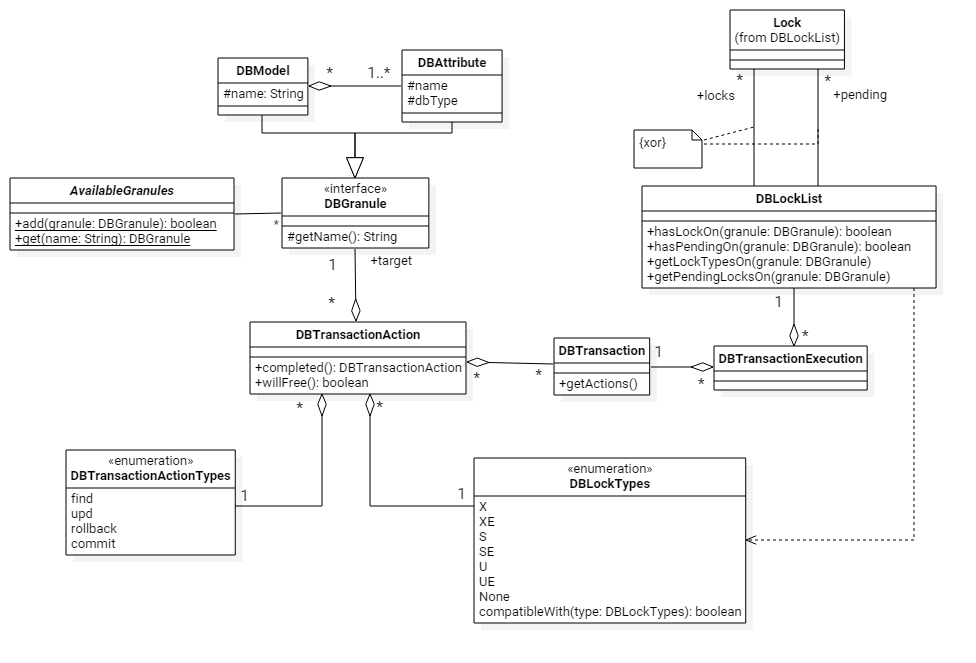 Lock
(from DBLockList)
*
*
+locks
+pending
{xor}
DBModel
#name: String
*
1..*
DBAttribute
#name
#dbType
AvailableGranules
+add(granule: DBGranule): boolean
+get(name: String): DBGranule
*
«interface»
DBGranule
#getName(): String
1
+target
*
DBLockList
+hasLockOn(granule: DBGranule): boolean
+hasPendingOn(granule: DBGranule): boolean
+getLockTypesOn(granule: DBGranule)
+getPendingLocksOn(granule: DBGranule)
1
*
DBTransactionAction
+completed(): DBTransactionAction
+willFree(): boolean
*
*
DBTransaction
+getActions()
1
*
DBTransactionExecution
*
*
«enumeration»
DBTransactionActionTypes
find
upd
rollback
commit
1
1
«enumeration»
DBLockTypes
X
XE
S
SE
U
UE
None
compatibleWith(type: DBLockTypes): boolean